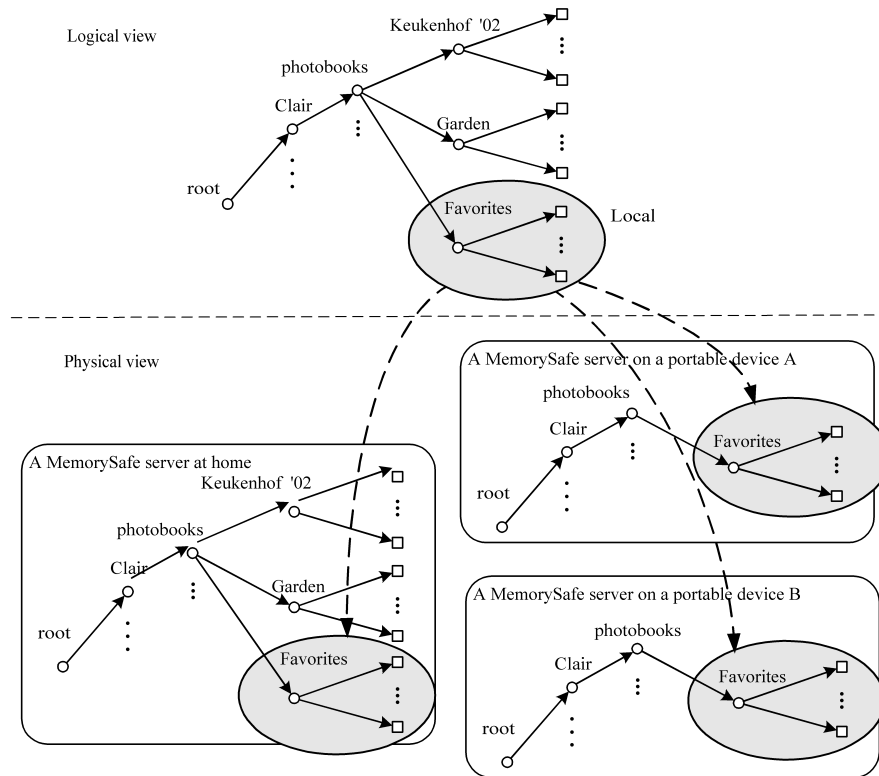 Logical view
Keukenhof '02
photobooks
Clair
Garden
root
Favorites
Local
Physical view
A MemorySafe server on a portable device A
photobooks
Clair
Favorites
root
A MemorySafe server at home
Keukenhof '02
photobooks
Clair
Garden
root
Favorites
A MemorySafe server on a portable device B
photobooks
Clair
Favorites
root